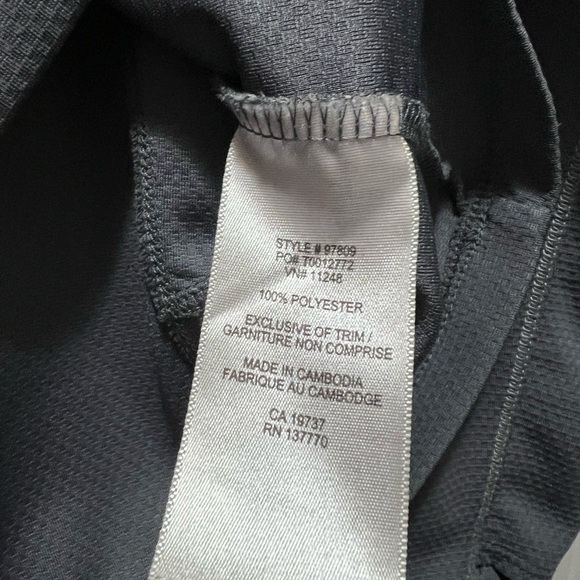 STYLE # 97809
PO# T0012772
VN# 11248
100% POLYESTER
EXCLUSIVE OF TRIM /
GARNITURE NON COMPRISE
MADE IN CAMBODIA
FABRIQUE AU CAMBODGE
CA 19737
RN 137770